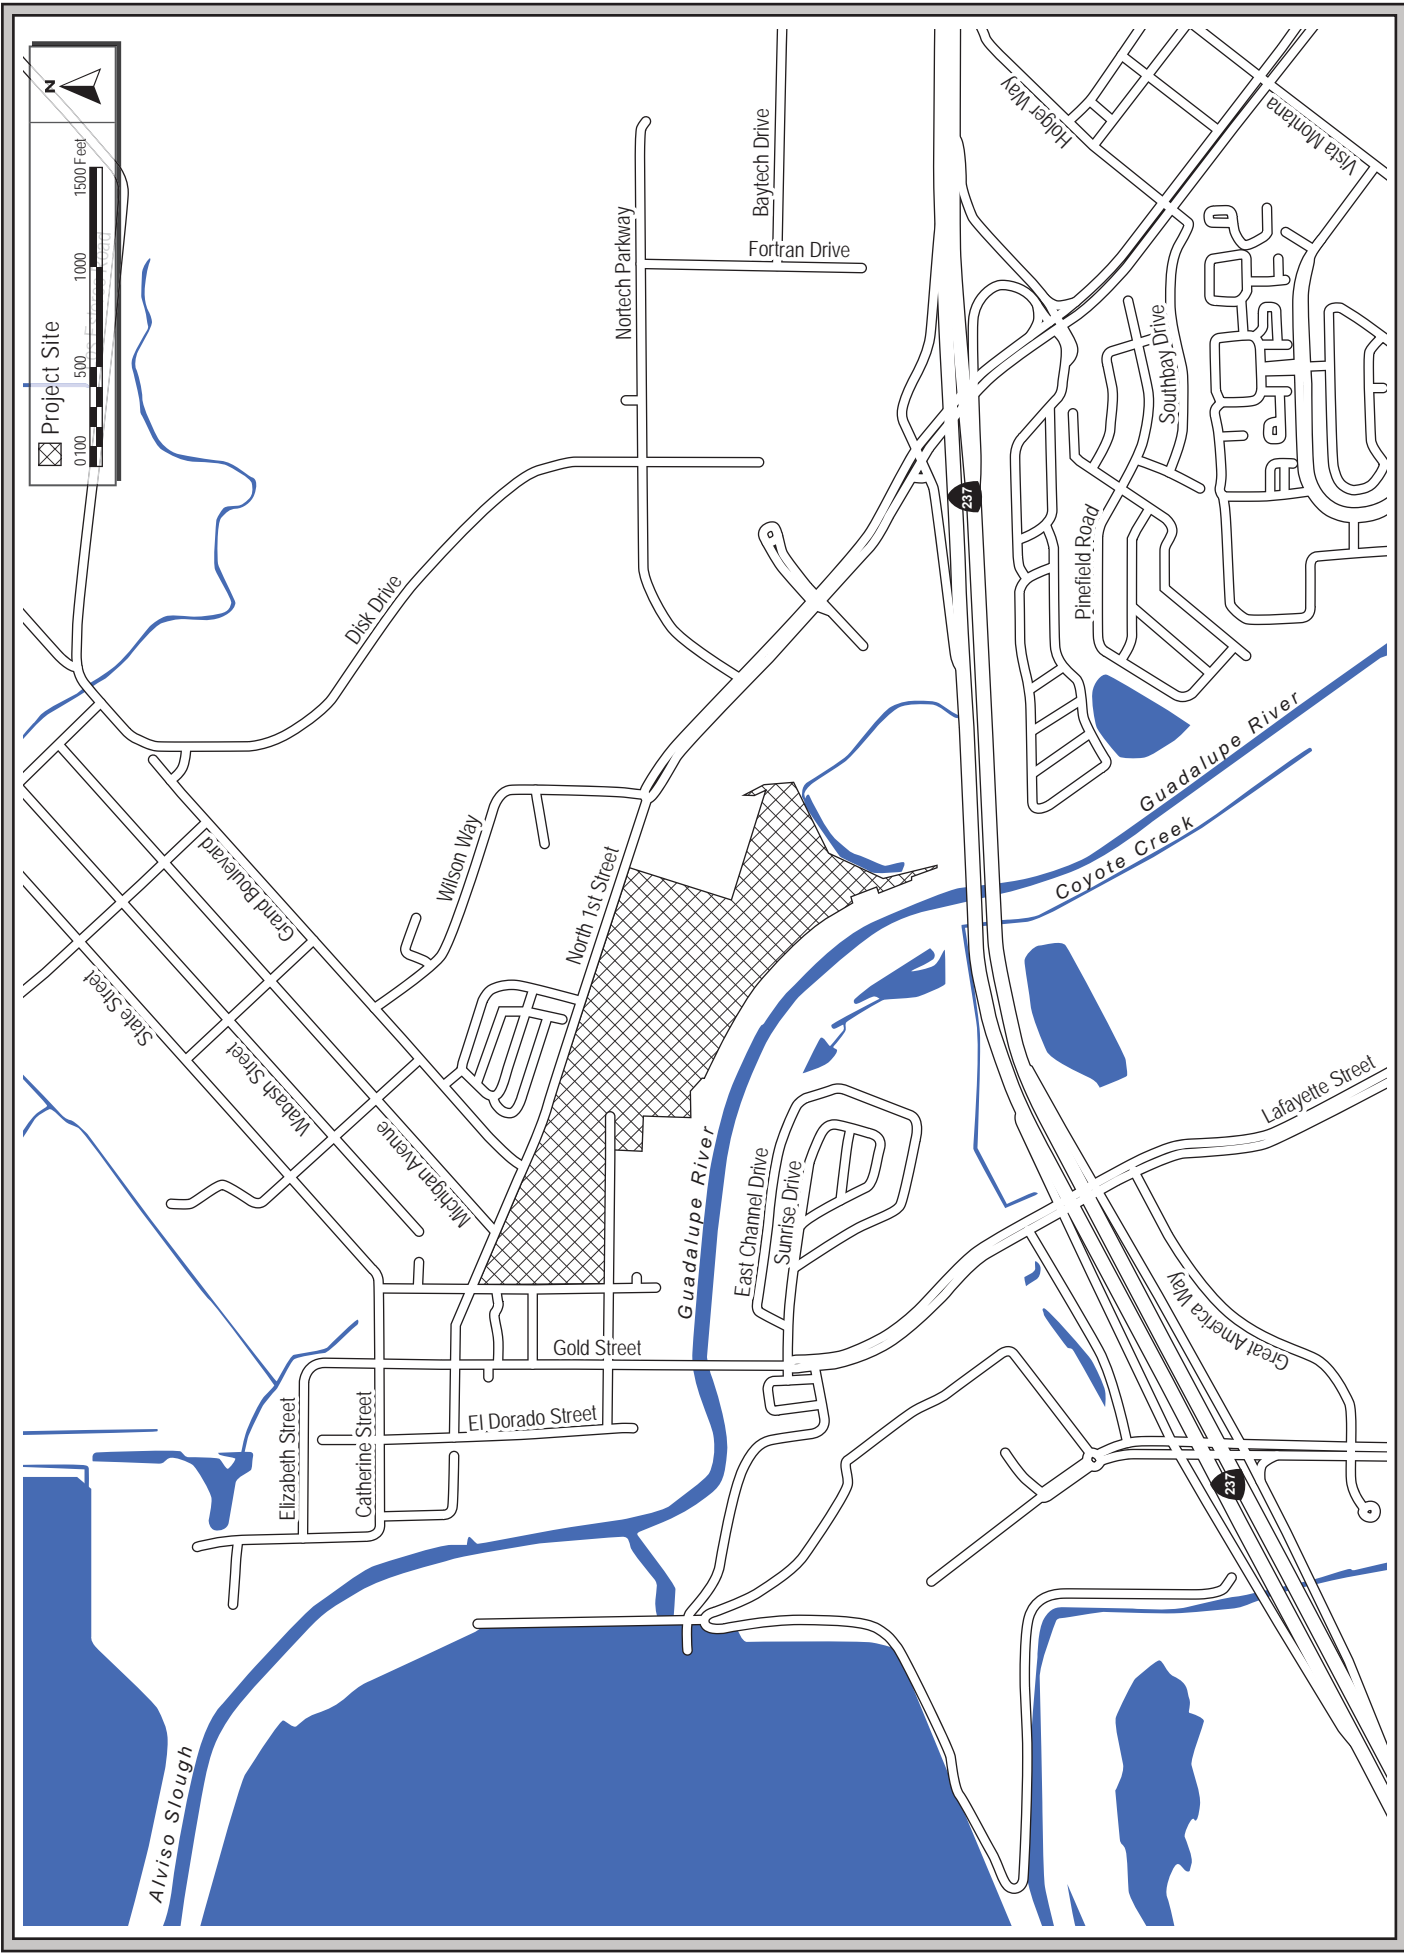 N
Project Site
0 100 500 1000 1500 Feet
Holger Way
Vista Montana
Baytech Drive
Nortech Parkway
Fortran Drive
Southbay Drive
237
Pinefield Road
Disk Drive
Guadalupe River
Coyote Creek
Wilson Way
Grand Boulevard
North 1st Street
State Street
Wabash Street
Michigan Avenue
Lafayette Street
Guadalupe River
East Channel Drive
Sunrise Drive
Great America Way
Gold Street
El Dorado Street
Elizabeth Street
Catherine Street
237
Alviso Slough